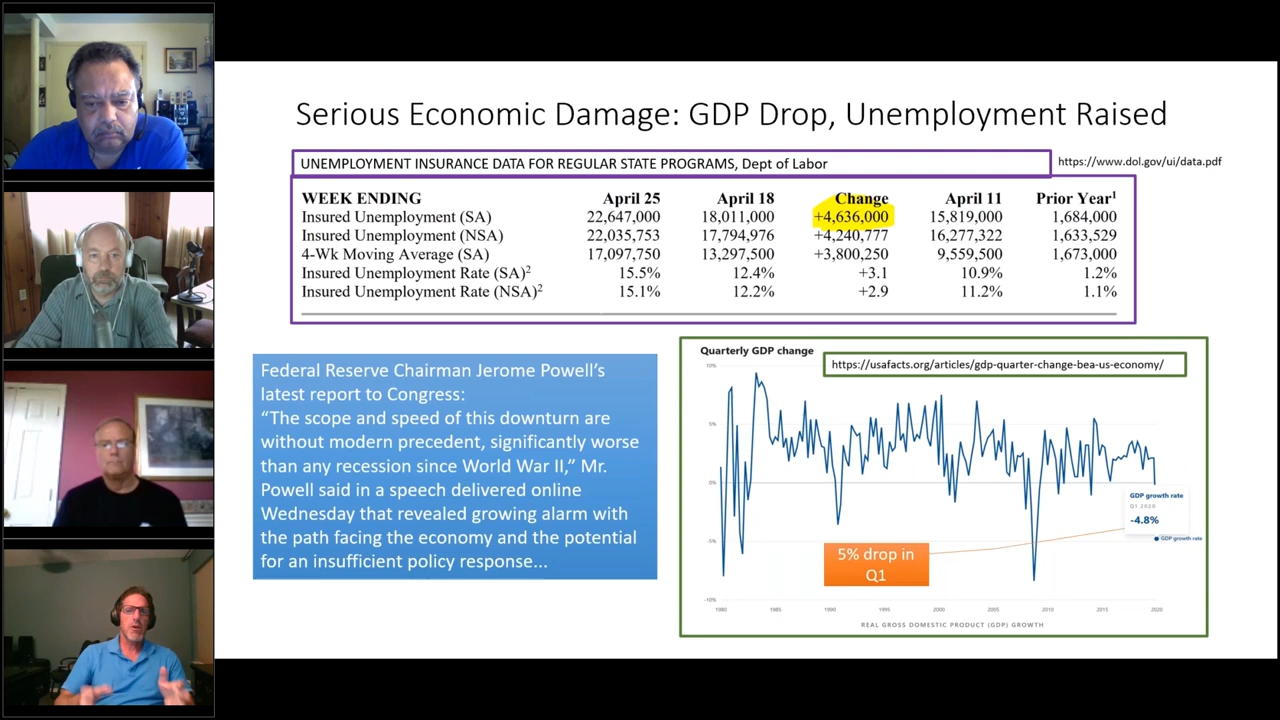 Serious Economic Damage: GDP Drop, Unemployment Raised
UNEMPLOYMENT INSURANCE DATA FOR REGULAR STATE PROGRAMS, Dept of Labor
https://www.dol.gov/ui/data.pdf
WEEK ENDING April 25 April 18 Change April 11 Prior Year¹
Insured Unemployment (SA) 22,647,000 18,011,000 +4,636,000 15,819,000 1,684,000
Insured Unemployment (NSA) 22,035,753 17,794,976 +4,240,777 16,277,322 1,633,529
4-Wk Moving Average (SA) 17,097,750 13,297,500 +3,800,250 9,559,500 1,673,000
Insured Unemployment Rate (SA)² 15.5% 12.4% +3.1 10.9% 1.2%
Insured Unemployment Rate (NSA)² 15.1% 12.2% +2.9 11.2% 1.1%
Federal Reserve Chairman Jerome Powell’s
latest report to Congress:
“The scope and speed of this downturn are
without modern precedent, significantly worse
than any recession since World War II,” Mr.
Powell said in a speech delivered online
Wednesday that revealed growing alarm with
the path facing the economy and the potential
for an insufficient policy response...
Quarterly GDP change
https://usafacts.org/articles/gdp-quarter-change-bea-us-economy/
10%
5%
0%
-5%
-10%
GDP growth rate
Q1 2020
-4.8%
GDP growth rate
5% drop in
Q1
1980 1985 1990 1995 2000 2005 2010 2015 2020
REAL GROSS DOMESTIC PRODUCT (GDP) GROWTH